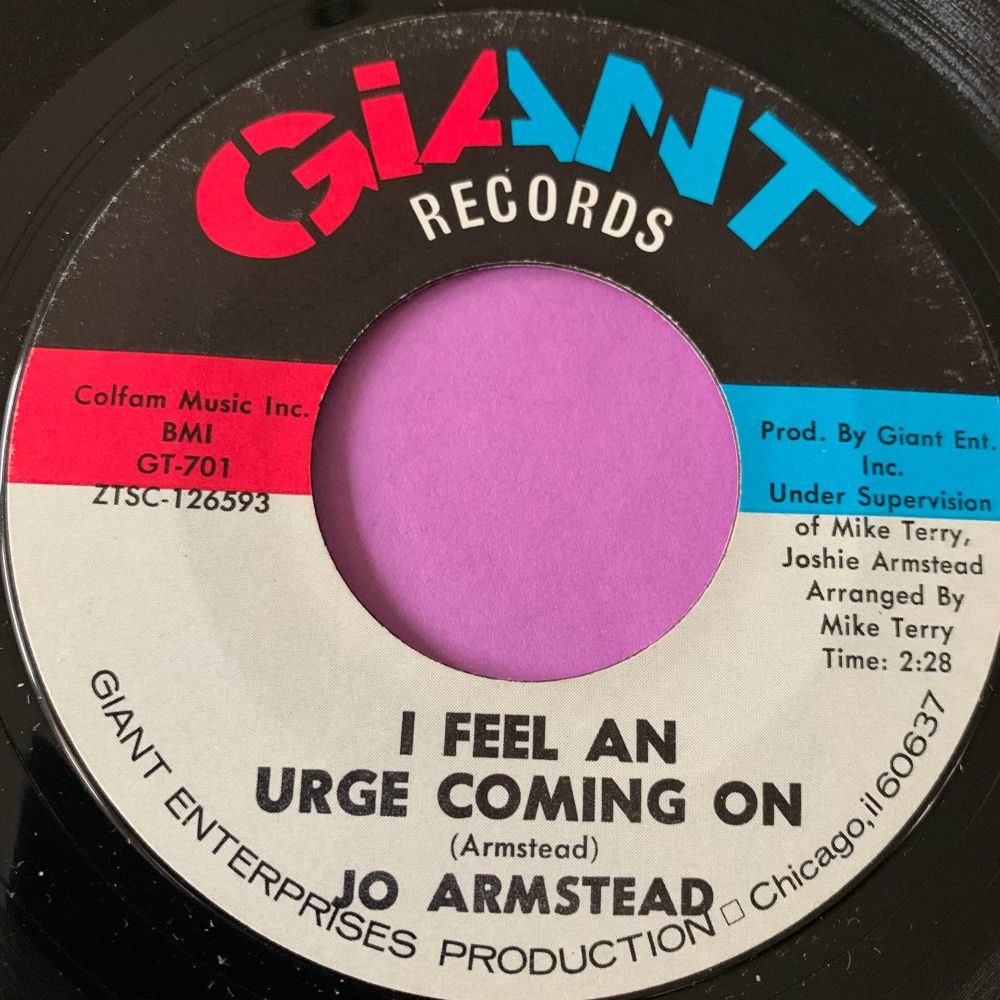 GiANT
RECORDS
Colfam Music Inc.
BMI
GT-701
ZTSC-126593
Prod. By Giant Ent.
Inc.
Under Supervision
of Mike Terry,
Joshie Armstead
Arranged By
Mike Terry
Time: 2:28
I FEEL AN
URGE COMING ON
(Armstead)
JO ARMSTEAD
GIANT ENTERPRISES PRODUCTION □ Chicago, il 60637